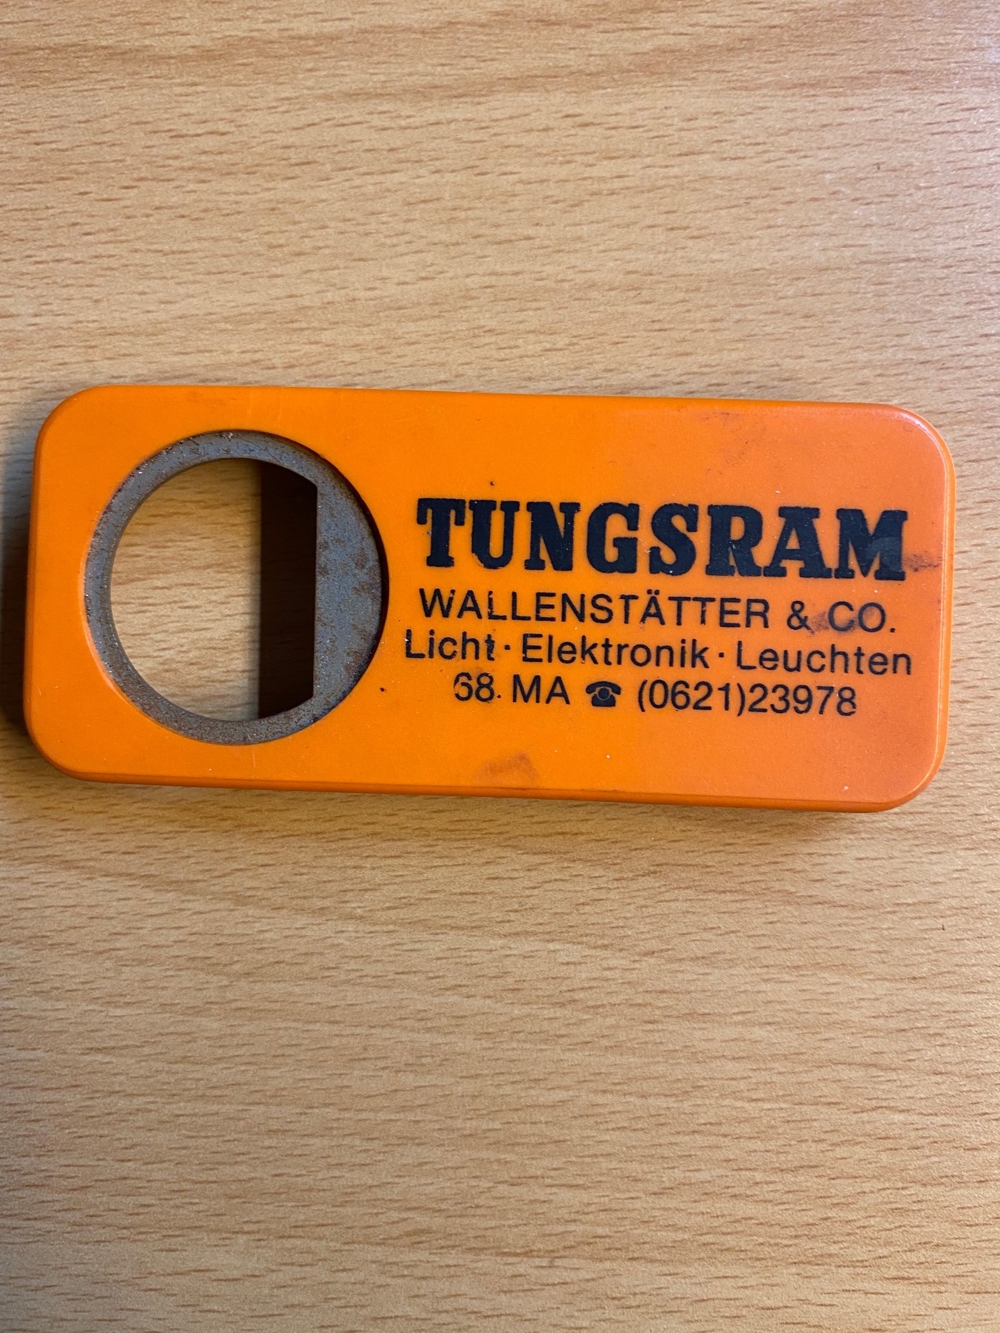 TUNGSRAM
WALLENSTÄTTER & CO.
Licht · Elektronik · Leuchten
68. MA ☎ (0621)23978